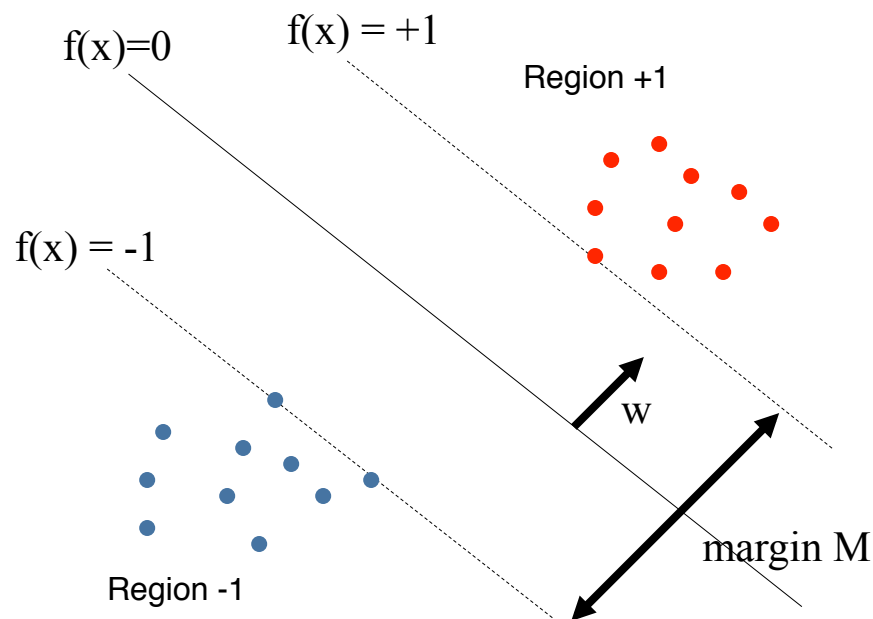 f(x)=0
f(x) = +1
Region +1
f(x) = -1
w
margin M
Region -1